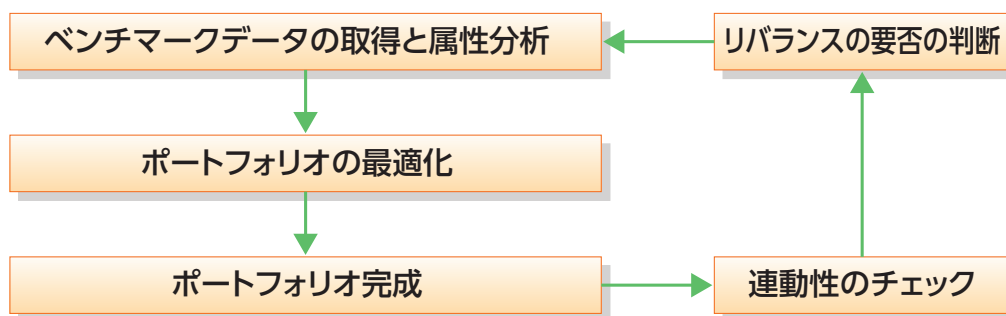 ベンチマークデータの取得と属性分析
リバランスの要否の判断
ポートフォリオの最適化
ポートフォリオ完成
連動性のチェック